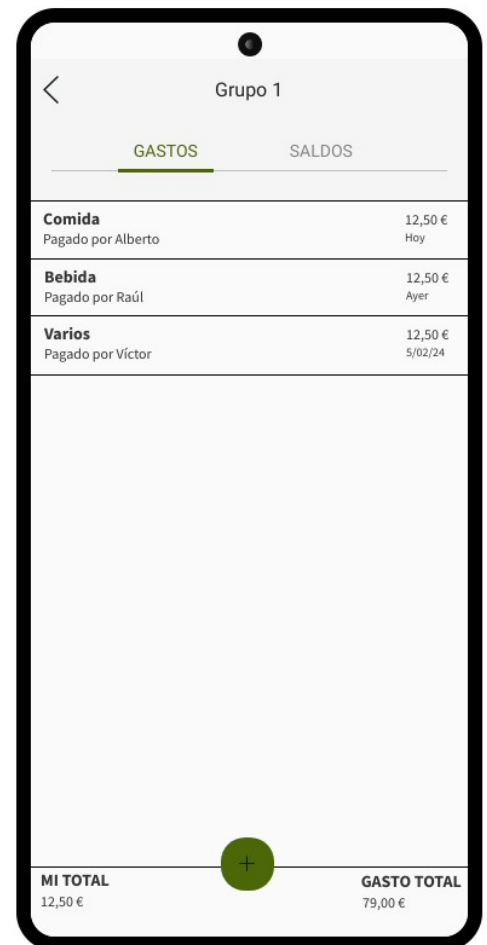 Grupo 1
GASTOS SALDOS
Comida 12,50 €
Pagado por Alberto Hoy
Bebida 12,50 €
Pagado por Raúl Ayer
Varios 12,50 €
Pagado por Víctor 5/02/24
+
MI TOTAL GASTO TOTAL
12,50 € 79,00 €